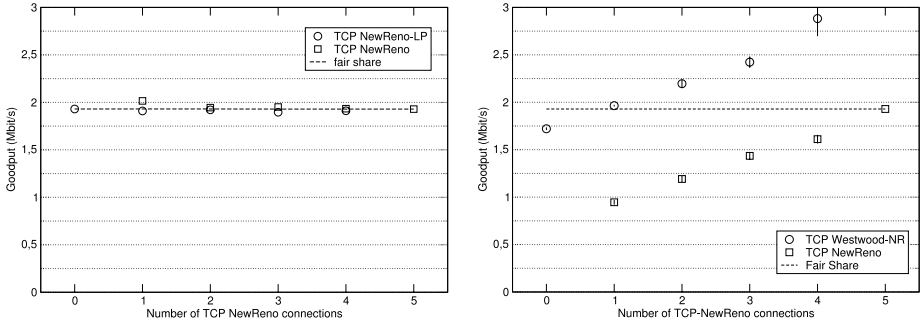 3
2,5
2
1,5
1
0,5
0
Goodput (Mbit/s)
TCP NewReno-LP
TCP NewReno
fair share
0 1 2 3 4 5
Number of TCP NewReno connections
3
2,5
2
1,5
1
0,5
0
Goodput (Mbit/s)
TCP Westwood-NR
TCP NewReno
Fair Share
0 1 2 3 4 5
Number of TCP-NewReno connections